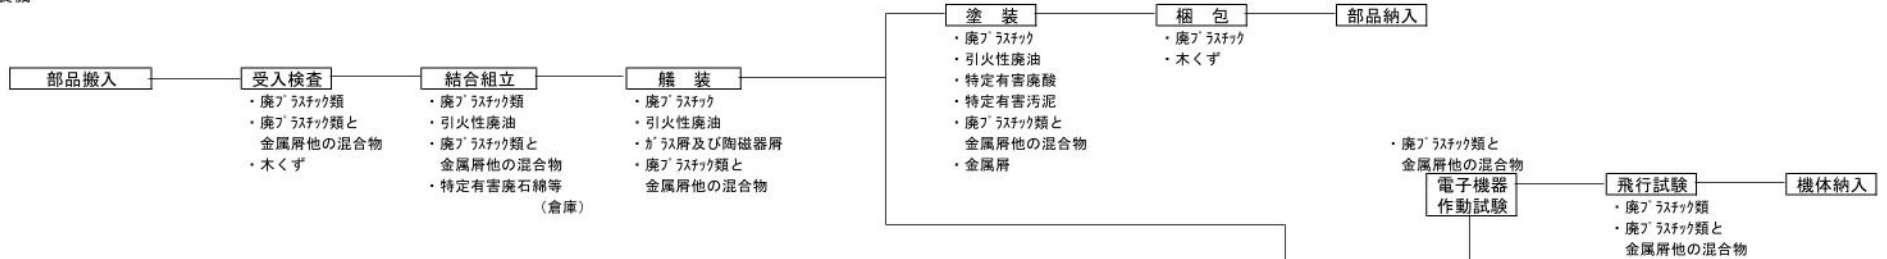 塗　装
・廃ﾌﾟﾗｽﾁｯｸ
・引火性廃油
・特定有害廃酸
・特定有害汚泥
・廃ﾌﾟﾗｽﾁｯｸ類と
金属屑他の混合物
・金属屑
梱　包
・廃ﾌﾟﾗｽﾁｯｸ
・木くず
部品納入
部品搬入
受入検査
・廃ﾌﾟﾗｽﾁｯｸ類
・廃ﾌﾟﾗｽﾁｯｸ類と
金属屑他の混合物
・木くず
結合組立
・廃ﾌﾟﾗｽﾁｯｸ類
・引火性廃油
・廃ﾌﾟﾗｽﾁｯｸ類と
金属屑他の混合物
・特定有害廃石綿等
（倉庫）
艤　装
・廃ﾌﾟﾗｽﾁｯｸ
・引火性廃油
・ｶﾞﾗｽ屑及び陶磁器屑
・廃ﾌﾟﾗｽﾁｯｸ類と
金属屑他の混合物
・廃ﾌﾟﾗｽﾁｯｸ類と
金属屑他の混合物
電子機器
作動試験
飛行試験
・廃ﾌﾟﾗｽﾁｯｸ類
・廃ﾌﾟﾗｽﾁｯｸ類と
金属屑他の混合物
機体納入